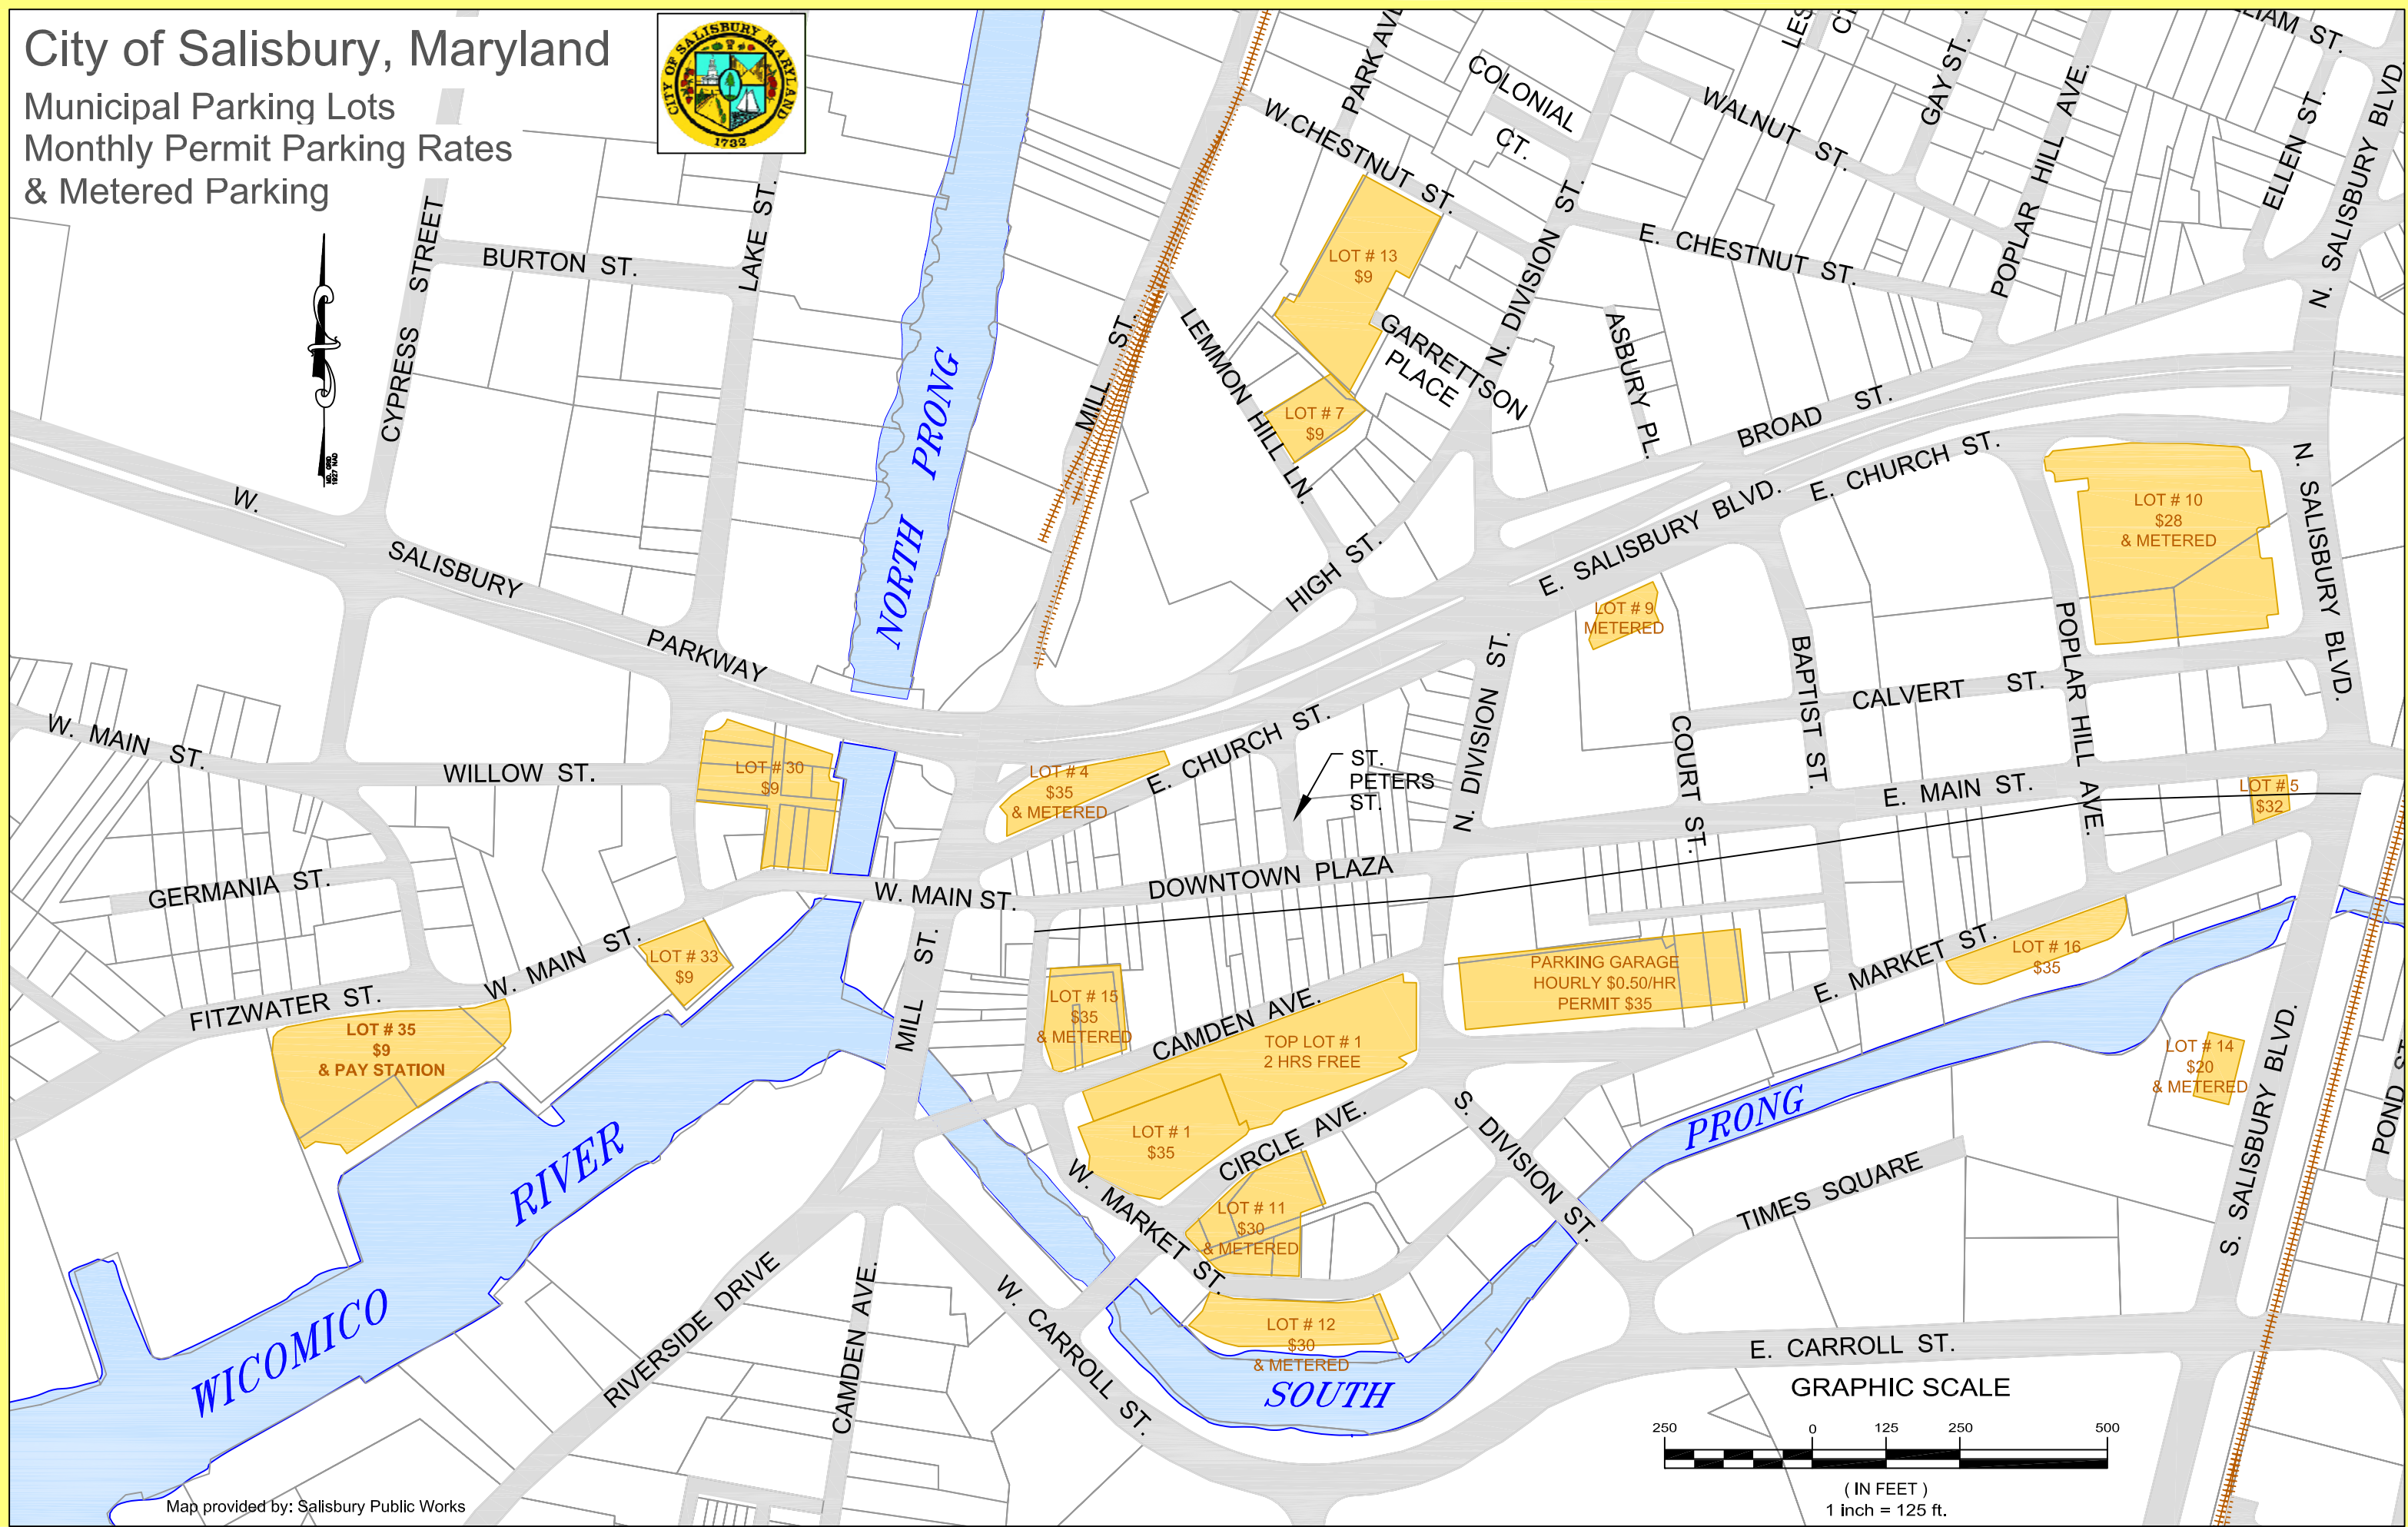 City of Salisbury, Maryland
Municipal Parking Lots
Monthly Permit Parking Rates
& Metered Parking
CITY OF SALISBURY MARYLAND
1732
NO. GRID
1927 NAD
CYPRESS STREET
BURTON ST.
LAKE ST.
NORTH PRONG
MILL ST.
PARK AVE
COLONIAL
CT.
W.CHESTNUT ST.
WALNUT ST.
GAY ST.
POPLAR HILL AVE.
LIAM ST.
ELLEN ST.
N. SALISBURY BLVD.
E. CHESTNUT ST.
N. DIVISION ST.
LOT # 13
$9
GARRETTSON
PLACE
LEMMON HILL LN.
LOT # 7
$9
ASBURY PL.
BROAD ST.
E. CHURCH ST.
E. SALISBURY BLVD.
HIGH ST.
LOT # 10
$28
& METERED
N. SALISBURY BLVD.
LOT # 9
METERED
W.
SALISBURY
PARKWAY
BAPTIST ST.
POPLAR HILL AVE.
CALVERT ST.
COURT ST.
N. DIVISION ST.
W. MAIN ST.
WILLOW ST.
LOT # 30
$9
LOT # 4
$35
& METERED
E. CHURCH ST.
ST.
PETERS
ST.
E. MAIN ST.
LOT # 5
$32
GERMANIA ST.
W. MAIN ST.
DOWNTOWN PLAZA
W. MAIN ST.
LOT # 33
$9
MILL ST.
FITZWATER ST.
LOT # 35
$9
& PAY STATION
LOT # 15
$35
& METERED
CAMDEN AVE.
TOP LOT # 1
2 HRS FREE
PARKING GARAGE
HOURLY $0.50/HR
PERMIT $35
E. MARKET ST.
LOT # 16
$35
LOT # 14
$20
& METERED
S. SALISBURY BLVD.
POND ST
LOT # 1
$35
CIRCLE AVE.
S. DIVISION ST.
PRONG
TIMES SQUARE
RIVER
WICOMICO
W. MARKET ST.
LOT # 11
$30
& METERED
LOT # 12
$30
& METERED
SOUTH
RIVERSIDE DRIVE
CAMDEN AVE.
W. CARROLL ST.
E. CARROLL ST.
GRAPHIC SCALE
250 0 125 250 500
( IN FEET )
1 inch = 125 ft.
Map provided by: Salisbury Public Works